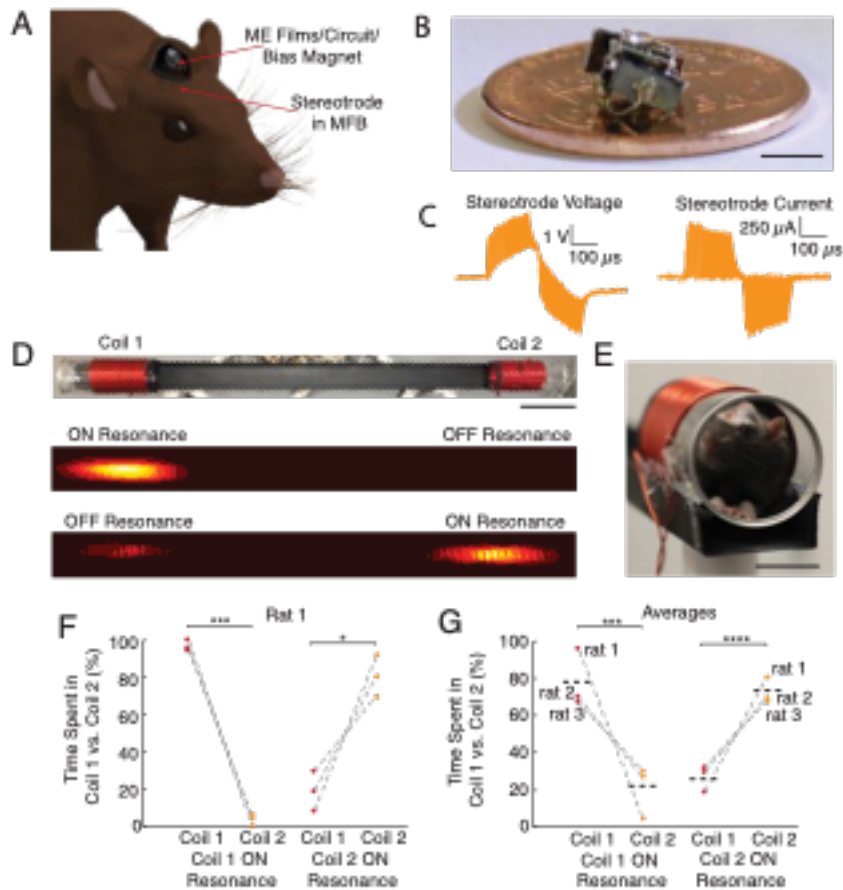 A
ME Films/Circuit/
Bias Magnet
Stereotrode
in MFB
B
C
Stereotrode Voltage
1 V
100 µs
Stereotrode Current
250 µA
100 µs
D
Coil 1
Coil 2
ON Resonance
OFF Resonance
OFF Resonance
ON Resonance
E
F
Rat 1
***
*
Time Spent in
Coil 1 vs. Coil 2 (%)
100
80
60
40
20
0
Coil 1 Coil 2 Coil 1 Coil 2
Coil 1 ON Coil 2 ON
Resonance Resonance
G
Averages
***
****
Time Spent in
Coil 1 vs. Coil 2 (%)
100
80
60
40
20
0
rat 1
rat 2
rat 3
rat 1
rat 2
rat 3
Coil 1 Coil 2 Coil 1 Coil 2
Coil 1 ON Coil 2 ON
Resonance Resonance